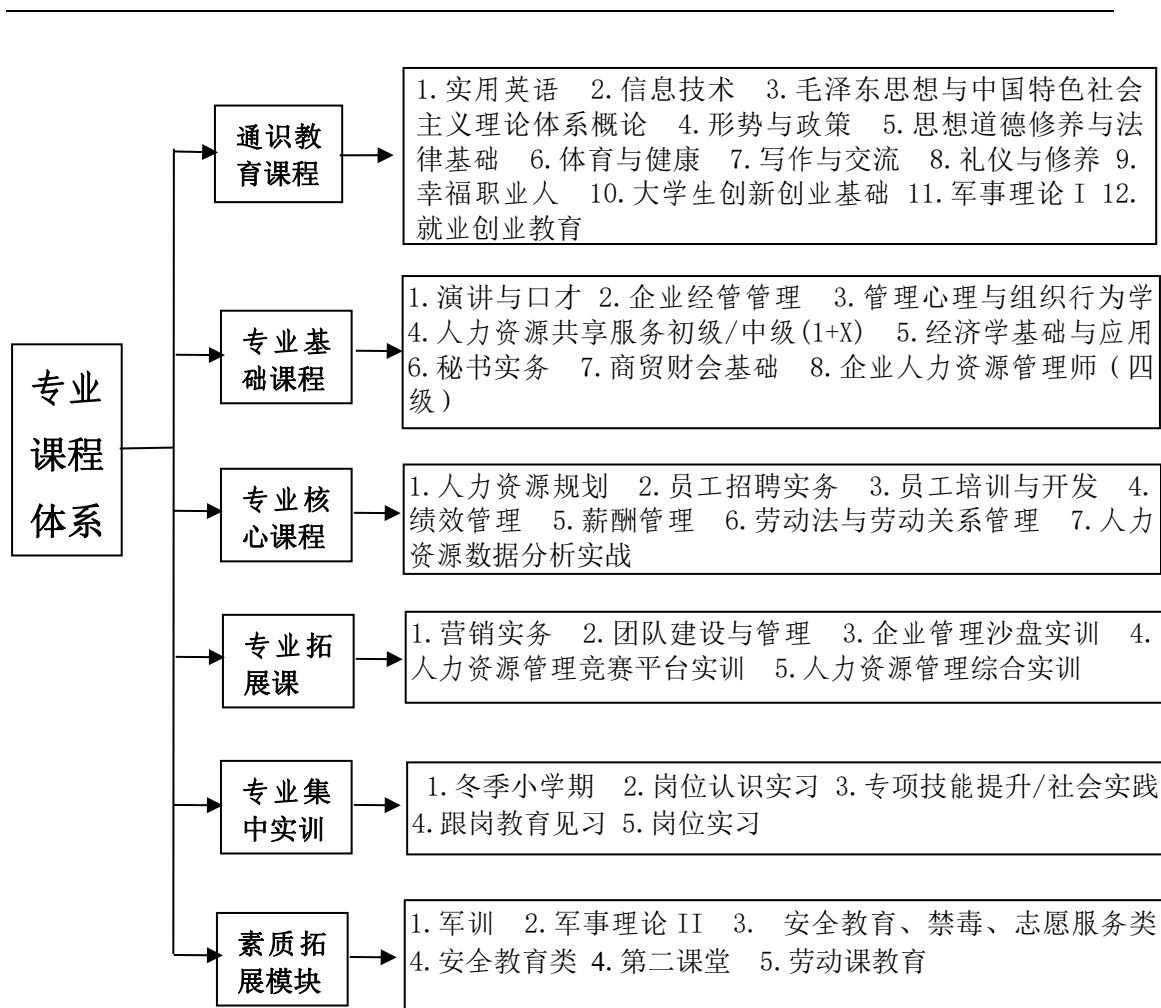 专业
课程
体系
通识教
育课程
1.实用英语 2.信息技术 3.毛泽东思想与中国特色社会
主义理论体系概论 4.形势与政策 5.思想道德修养与法
律基础 6.体育与健康 7.写作与交流 8.礼仪与修养 9.
幸福职业人 10.大学生创新创业基础 11.军事理论 I 12.
就业创业教育
专业基
础课程
1.演讲与口才 2.企业经管管理 3.管理心理与组织行为学
4.人力资源共享服务初级/中级(1+X) 5.经济学基础与应用
6.秘书实务 7.商贸财会基础 8.企业人力资源管理师（四
级）
专业核
心课程
1.人力资源规划 2.员工招聘实务 3.员工培训与开发 4.
绩效管理 5.薪酬管理 6.劳动法与劳动关系管理 7.人力
资源数据分析实战
专业拓
展课
1.营销实务 2.团队建设与管理 3.企业管理沙盘实训 4.
人力资源管理竞赛平台实训 5.人力资源管理综合实训
专业集
中实训
1.冬季小学期 2.岗位认识实习 3.专项技能提升/社会实践
4.跟岗教育见习 5.岗位实习
素质拓
展模块
1.军训 2.军事理论 II 3. 安全教育、禁毒、志愿服务类
4.安全教育类 4.第二课堂 5.劳动课教育